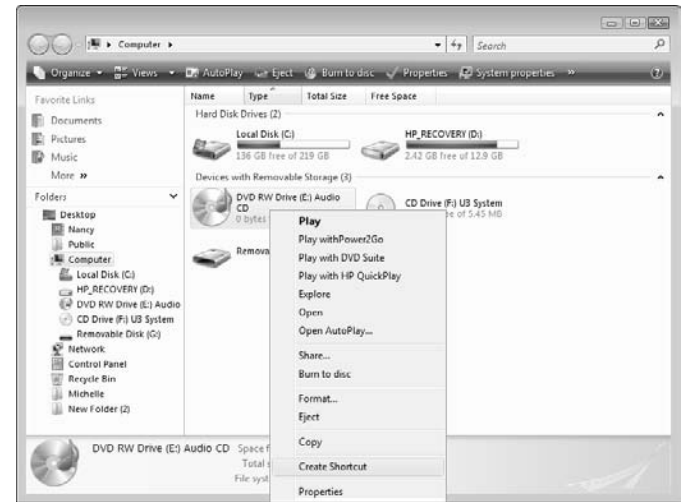 Computer
Search
Organize Views AutoPlay Eject Burn to disc Properties System properties »
Favorite Links
Documents
Pictures
Music
More »
Folders
Desktop
Nancy
Public
Computer
Local Disk (C:)
HP_RECOVERY (D:)
DVD RW Drive (E:) Audio
CD Drive (F:) U3 System
Removable Disk (G:)
Network
Control Panel
Recycle Bin
Michelle
New Folder (2)
Name Type Total Size Free Space
Hard Disk Drives (2)
Local Disk (C:)
136 GB free of 219 GB
HP_RECOVERY (D:)
2.42 GB free of 12.9 GB
Devices with Removable Storage (3)
DVD RW Drive (E:) Audio
CD
0 bytes
CD Drive (F:) U3 System
ee of 5.45 MB
Remova
Play
Play withPower2Go
Play with DVD Suite
Play with HP QuickPlay
Explore
Open
Open AutoPlay...
Share...
Burn to disc
Format...
Eject
Copy
Create Shortcut
Properties
DVD RW Drive (E:) Audio CD
Space f
Total s
File syst